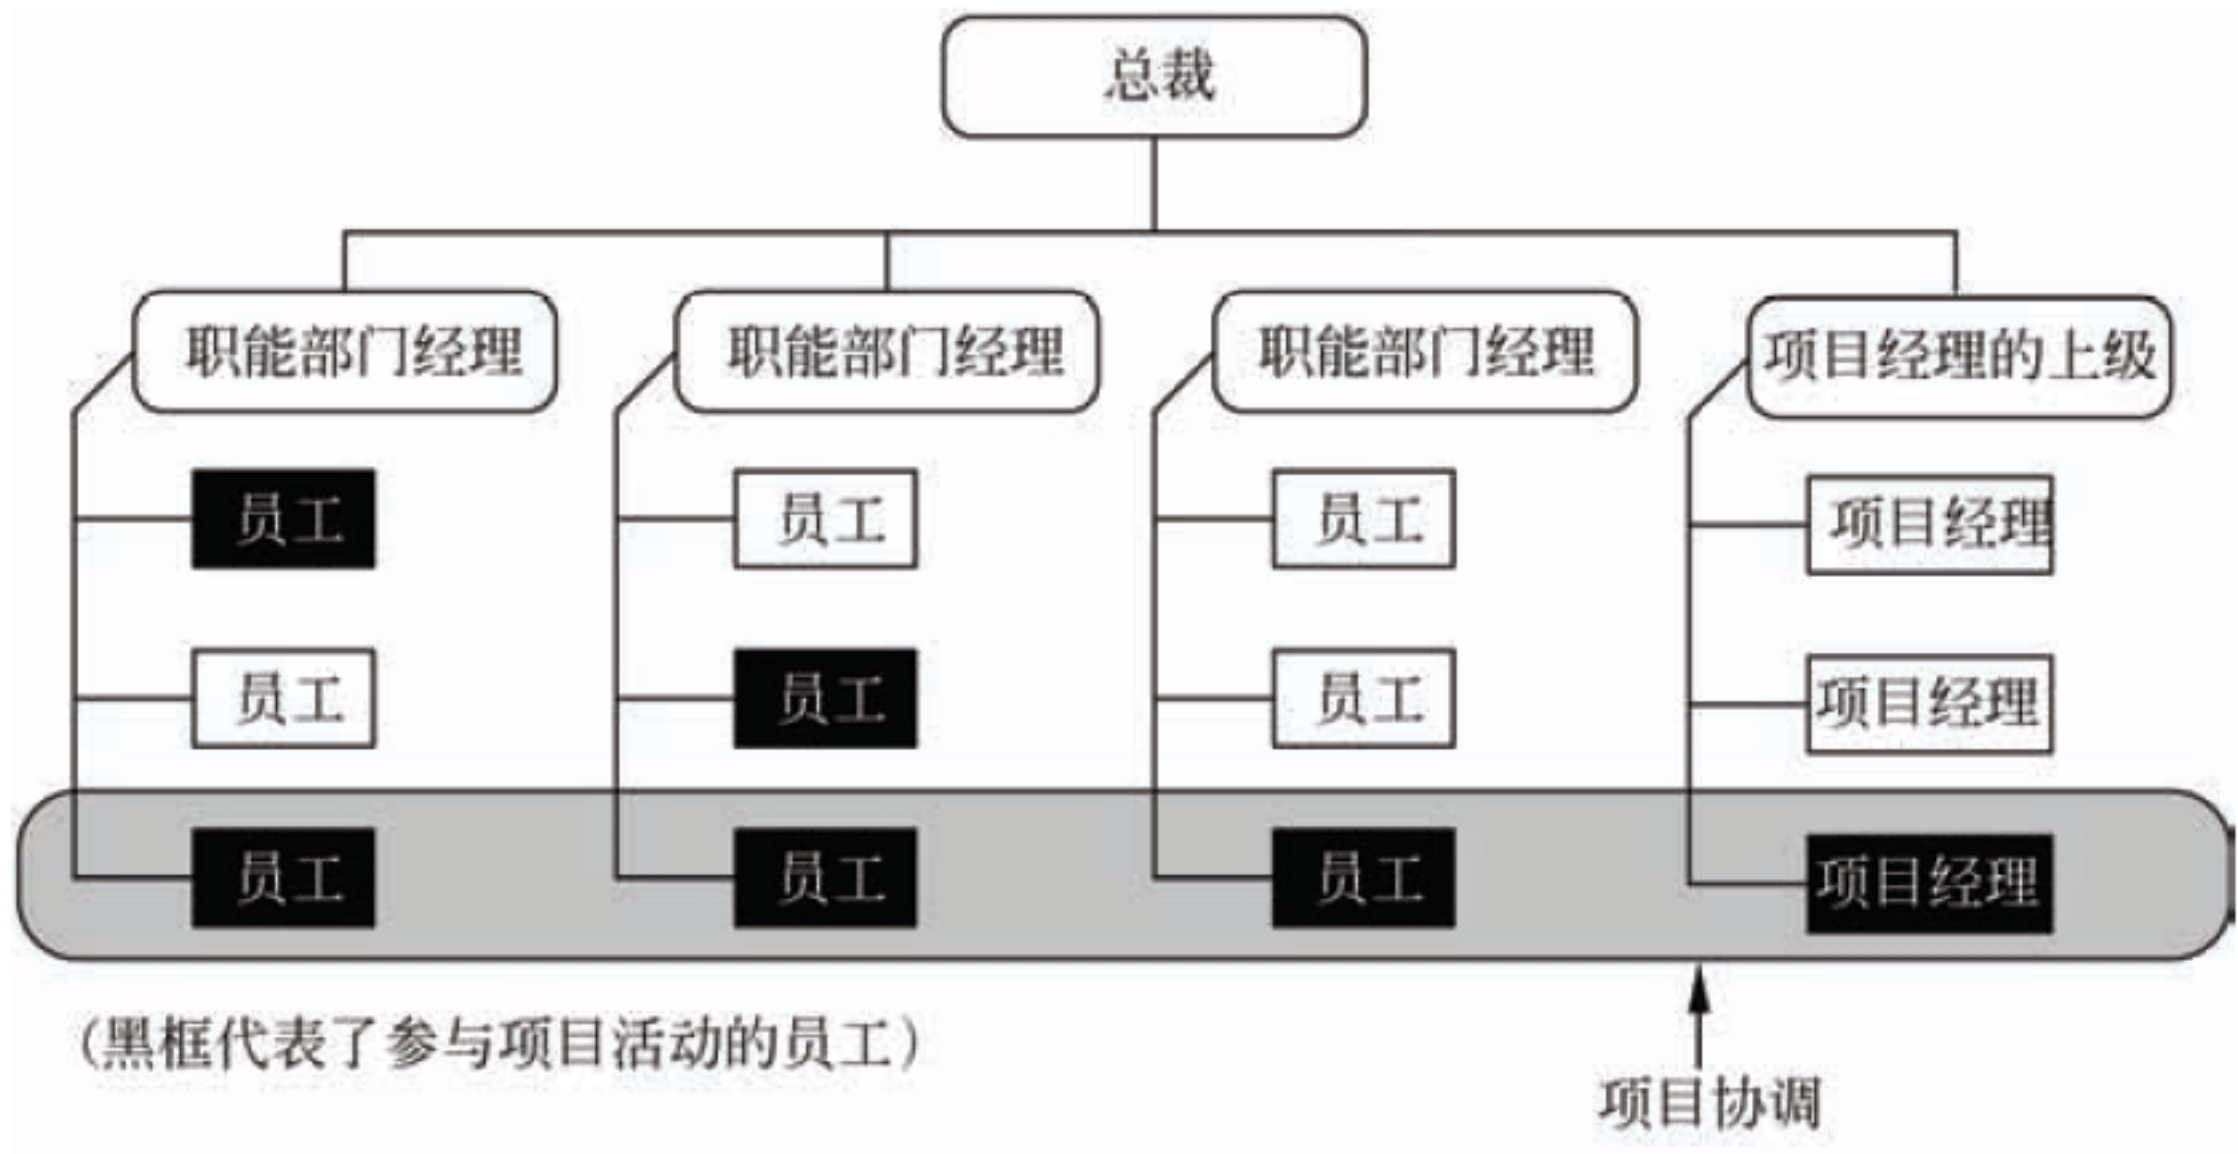 总裁
职能部门经理 职能部门经理 职能部门经理 项目经理的上级
员工 员工 员工 项目经理
员工 员工 员工 项目经理
员工 员工 员工 项目经理
(黑框代表了参与项目活动的员工)
项目协调